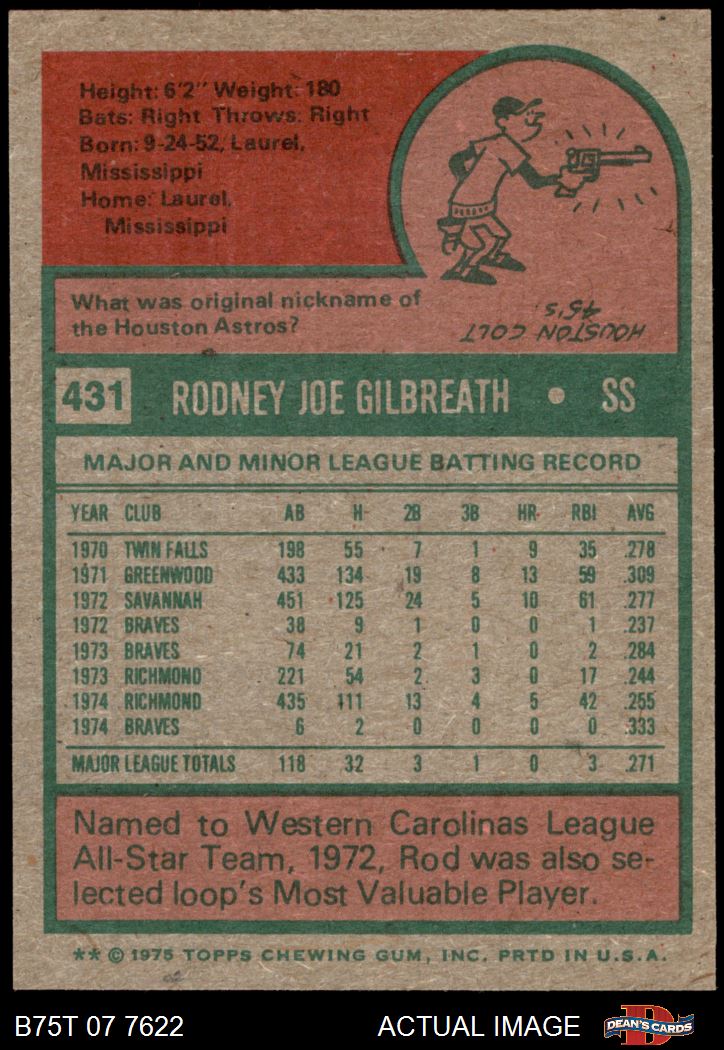 Height: 6'2" Weight: 180
Bats: Right Throws: Right
Born: 9-24-52, Laurel,
Mississippi
Home: Laurel,
Mississippi
What was original nickname of
the Houston Astros?
HOUSTON COLT
45'S
431 RODNEY JOE GILBREATH • SS
MAJOR AND MINOR LEAGUE BATTING RECORD
YEAR CLUB AB H 2B 3B HR RBI AVG
1970 TWIN FALLS 198 55 7 1 9 35 .278
1971 GREENWOOD 433 134 19 8 13 59 .309
1972 SAVANNAH 451 125 24 5 10 61 .277
1972 BRAVES 38 9 1 0 0 1 .237
1973 BRAVES 74 21 2 1 0 2 .284
1973 RICHMOND 221 54 2 3 0 17 .244
1974 RICHMOND 435 111 13 4 5 42 .255
1974 BRAVES 6 2 0 0 0 0 .333
MAJOR LEAGUE TOTALS 118 32 3 1 0 3 .271
Named to Western Carolinas League
All-Star Team, 1972, Rod was also se-
lected loop's Most Valuable Player.
** © 1975 TOPPS CHEWING GUM, INC. PRTD IN U.S.A.
B75T 07 7622 ACTUAL IMAGE DEAN'S CARDS